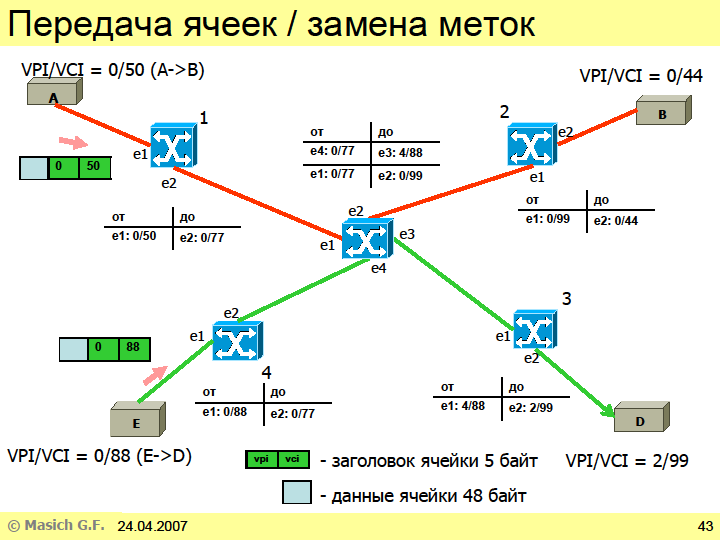 Передача ячеек / замена меток
VPI/VCI = 0/50 (A->B)
VPI/VCI = 0/44
A
B
1
2
от до
e4: 0/77 e3: 4/88
e1: 0/77 e2: 0/99
e2
e1
0 50
e2
e1
от до
e1: 0/99 e2: 0/44
от до
e1: 0/50 e2: 0/77
e2
e3
e1
e4
3
e2
e1
e1
0 88
e2
4
от до
e1: 0/88 e2: 0/77
от до
e1: 4/88 e2: 2/99
E
D
VPI/VCI = 0/88 (E->D)
vpi vci - заголовок ячейки 5 байт
VPI/VCI = 2/99
- данные ячейки 48 байт
© Masich G.F. 24.04.2007 43